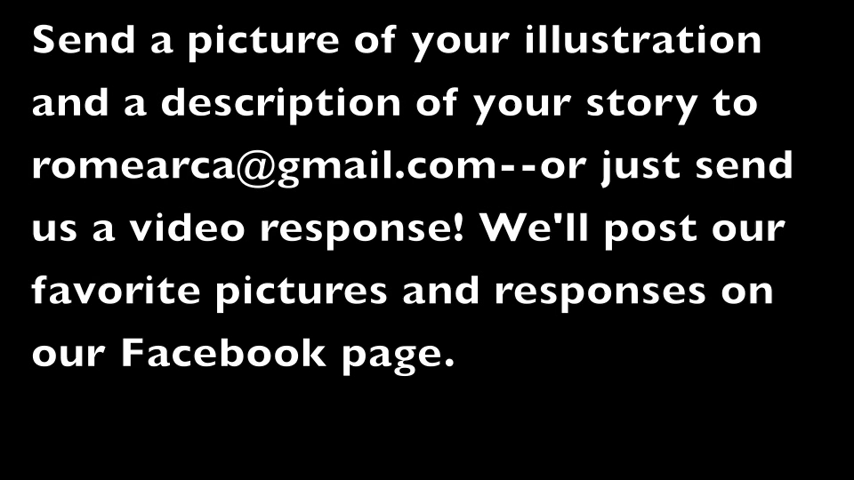 Send a picture of your illustration
and a description of your story to
romearca@gmail.com--or just send
us a video response! We'll post our
favorite pictures and responses on
our Facebook page.